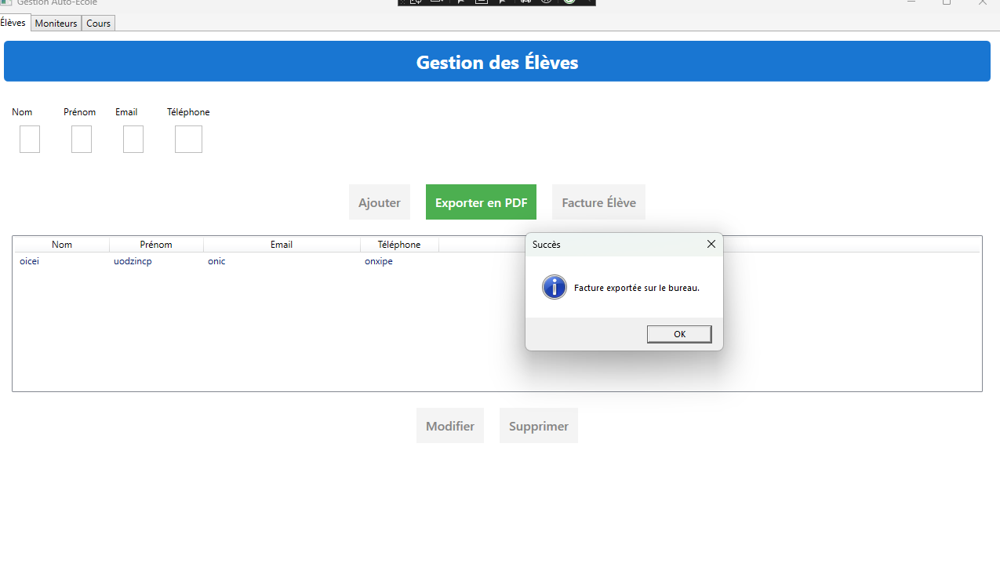 Gestion Auto-École
Élèves Moniteurs Cours
Gestion des Élèves
Nom Prénom Email Téléphone
Ajouter Exporter en PDF Facture Élève
Nom Prénom Email Téléphone
oicei uodzincp onic onxipe
Succès
Facture exportée sur le bureau.
OK
Modifier Supprimer